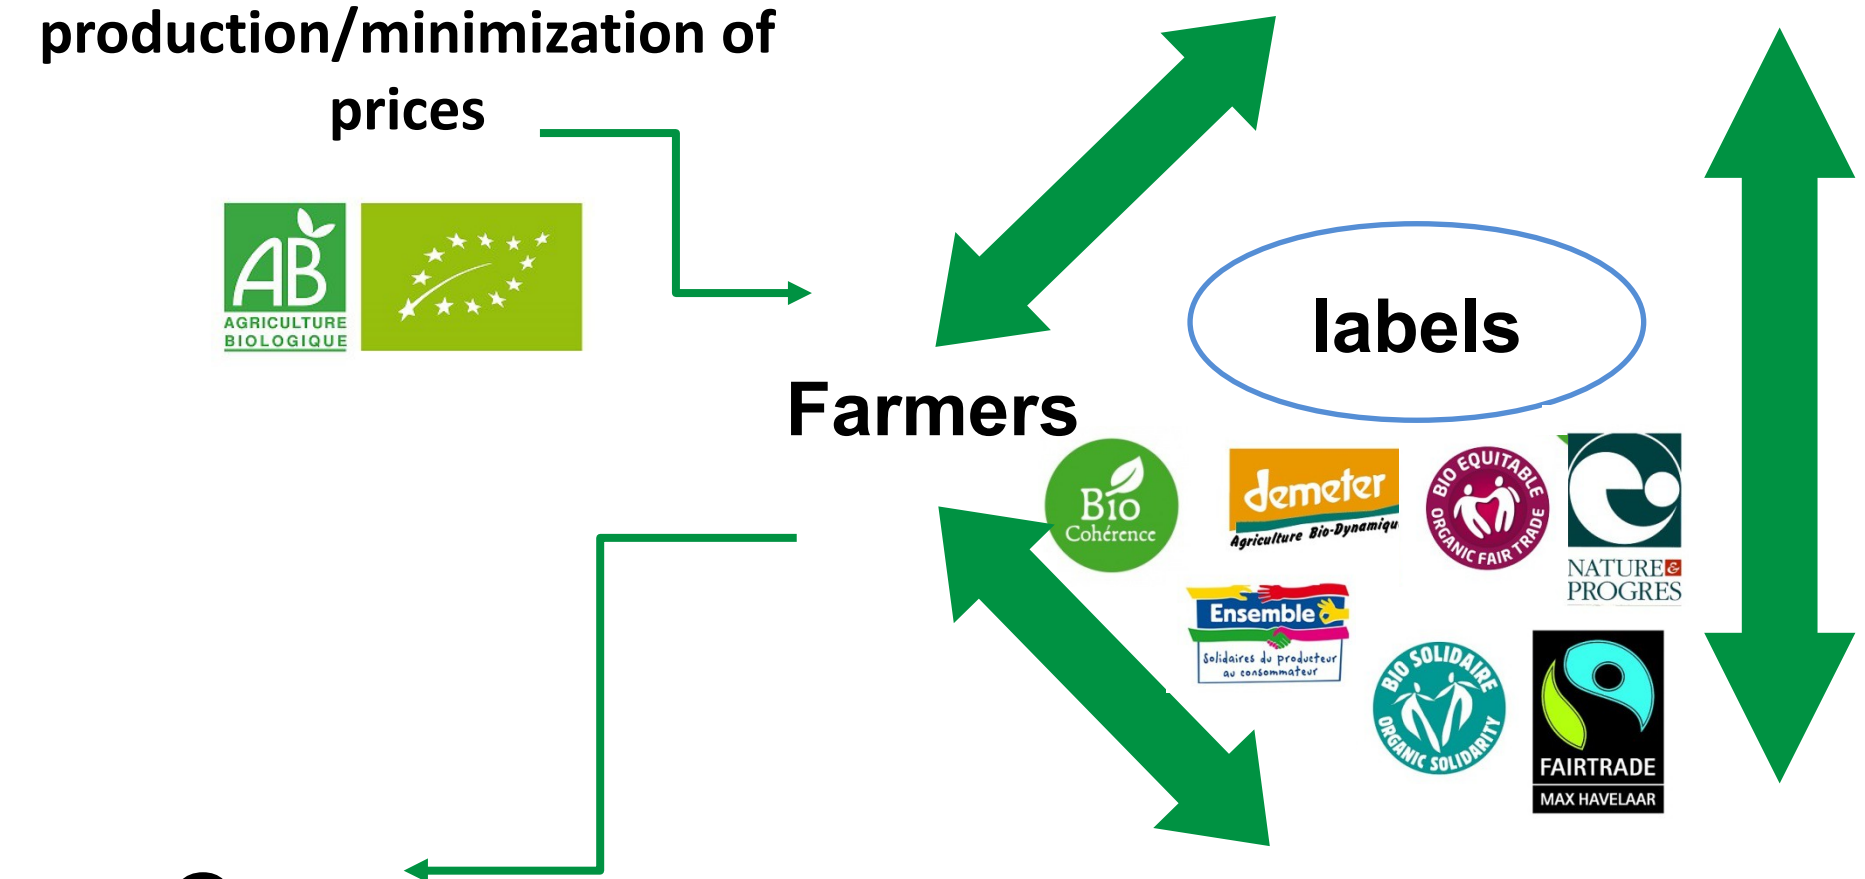 production/minimization of
prices
AB
AGRICULTURE
BIOLOGIQUE
labels
Farmers
Bio
Cohérence
demeter
Agriculture Bio-Dynamiqu
BIO EQUITABLE
ORGANIC FAIR TRADE
NATURE &
PROGRES
Ensemble
Solidaires du producteur
au consommateur
BIO SOLIDAIRE
ORGANIC SOLIDARITY
FAIRTRADE
MAX HAVELAAR